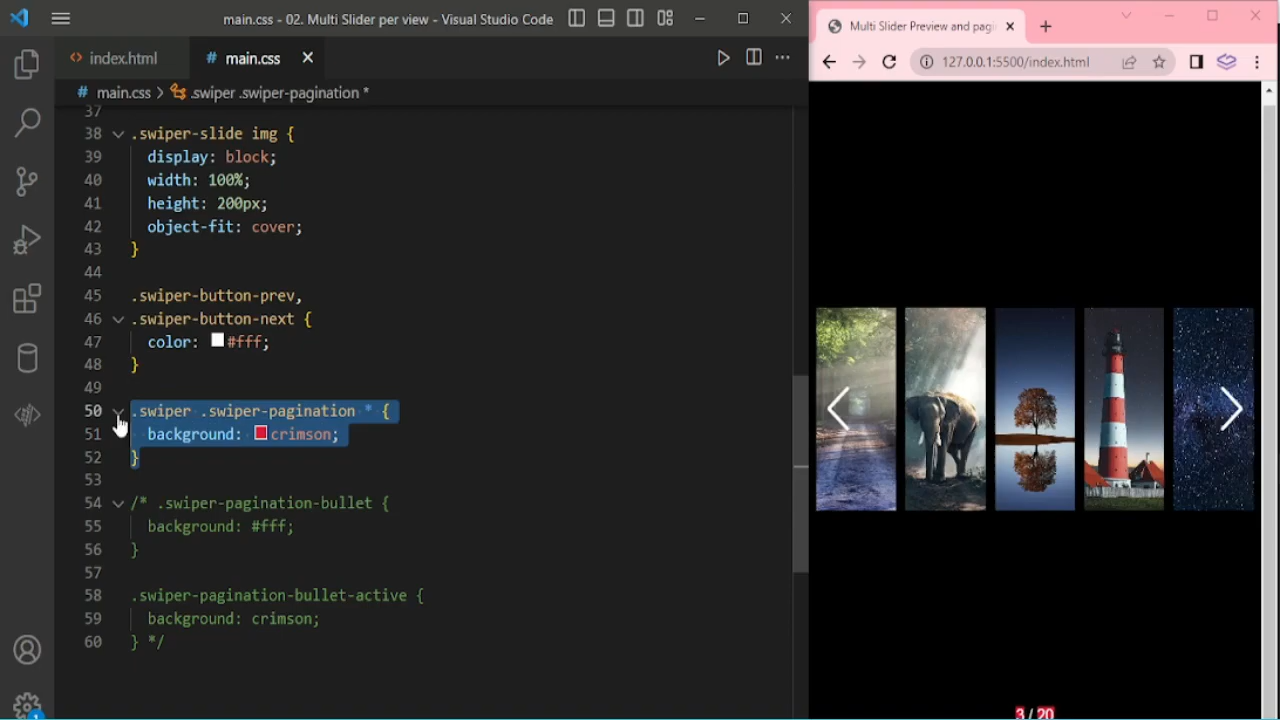 main.css - 02. Multi Slider per view - Visual Studio Code
index.html
# main.css
# main.css > .swiper .swiper-pagination *
37
38 .swiper-slide img {
39 display: block;
40 width: 100%;
41 height: 200px;
42 object-fit: cover;
43 }
44
45 .swiper-button-prev,
46 .swiper-button-next {
47 color: #fff;
48 }
49
50 .swiper .swiper-pagination * {
51 background: crimson;
52 }
53
54 /* .swiper-pagination-bullet {
55 background: #fff;
56 }
57
58 .swiper-pagination-bullet-active {
59 background: crimson;
60 } */
1
Multi Slider Preview and pagi
127.0.0.1:5500/index.html
3 / 20